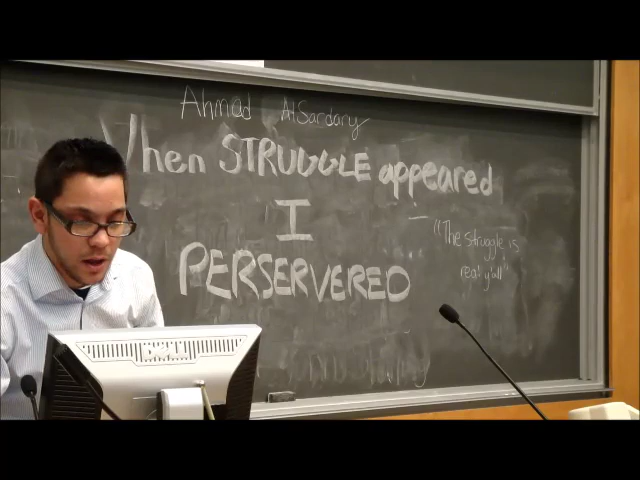 Ahmad AlSardary
When STRUGGLE appeared
I
PERSERVERED
"The struggle is
real y'all"